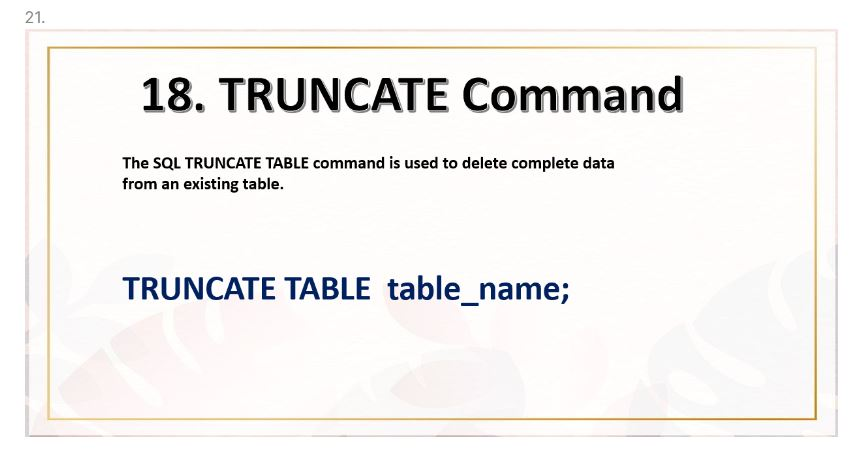 21.
18. TRUNCATE Command
The SQL TRUNCATE TABLE command is used to delete complete data
from an existing table.
TRUNCATE TABLE  table_name;